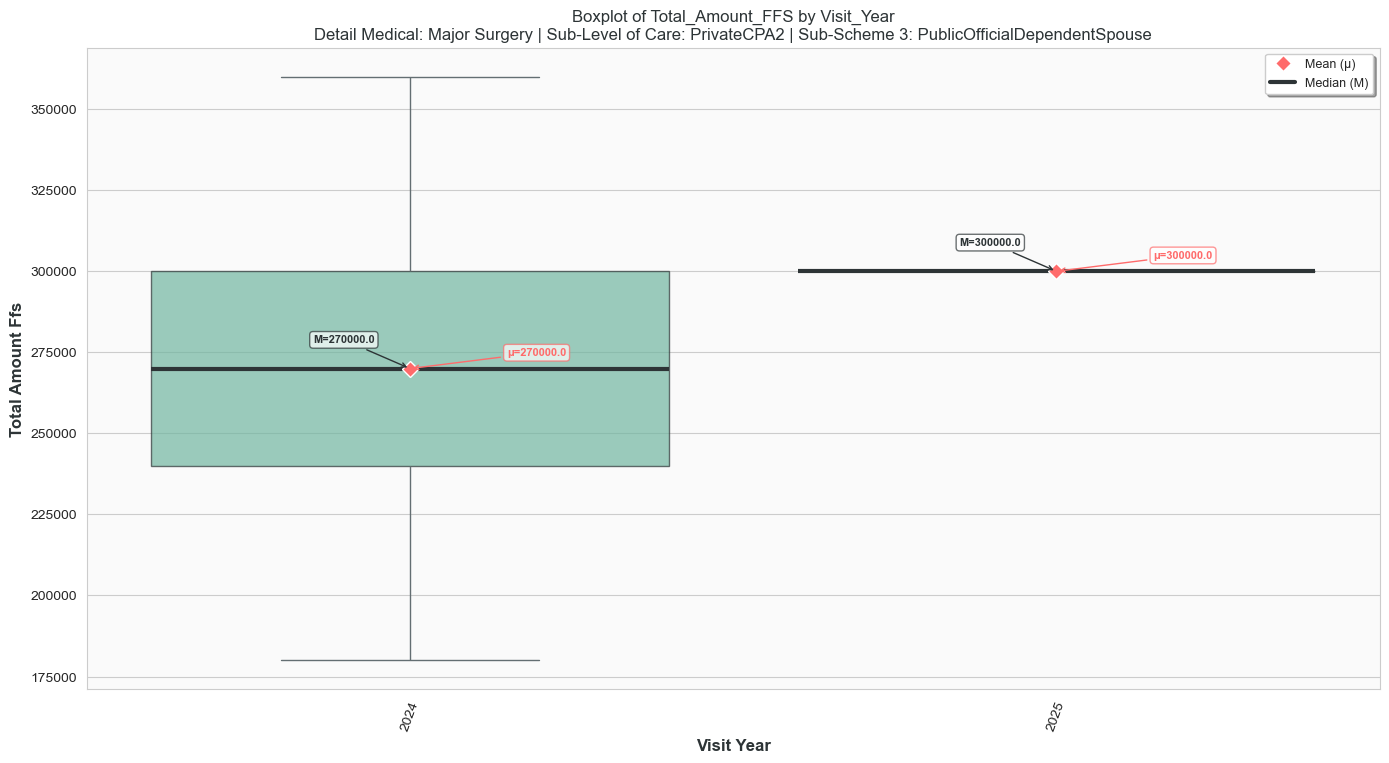 Boxplot of Total_Amount_FFS by Visit_Year
Detail Medical: Major Surgery | Sub-Level of Care: PrivateCPA2 | Sub-Scheme 3: PublicOfficialDependentSpouse
Mean (μ)
Median (M)
Total Amount Ffs
350000
325000
300000
275000
250000
225000
200000
175000
M=270000.0
μ=270000.0
M=300000.0
μ=300000.0
2024
2025
Visit Year